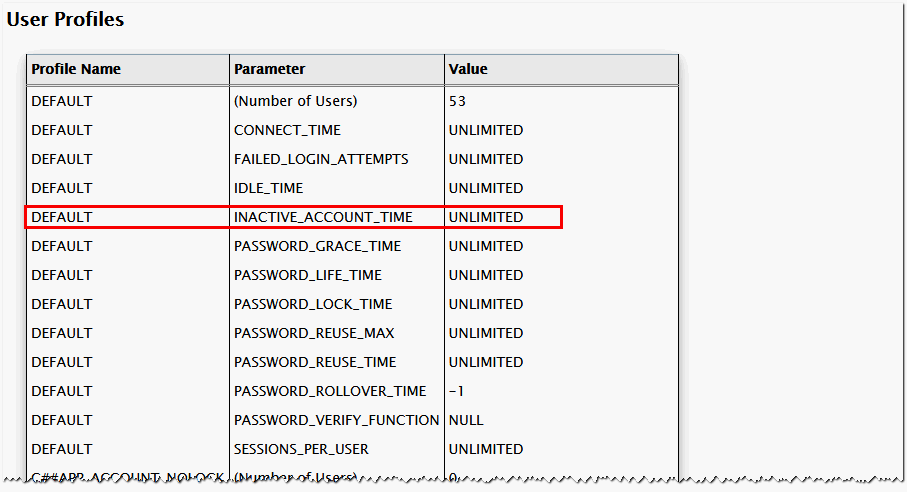 User Profiles
Profile Name Parameter Value
DEFAULT (Number of Users) 53
DEFAULT CONNECT_TIME UNLIMITED
DEFAULT FAILED_LOGIN_ATTEMPTS UNLIMITED
DEFAULT IDLE_TIME UNLIMITED
DEFAULT INACTIVE_ACCOUNT_TIME UNLIMITED
DEFAULT PASSWORD_GRACE_TIME UNLIMITED
DEFAULT PASSWORD_LIFE_TIME UNLIMITED
DEFAULT PASSWORD_LOCK_TIME UNLIMITED
DEFAULT PASSWORD_REUSE_MAX UNLIMITED
DEFAULT PASSWORD_REUSE_TIME UNLIMITED
DEFAULT PASSWORD_ROLLOVER_TIME -1
DEFAULT PASSWORD_VERIFY_FUNCTION NULL
DEFAULT SESSIONS_PER_USER UNLIMITED
C##APP_ACCOUNT_NOLOCK (Number of Users) 0